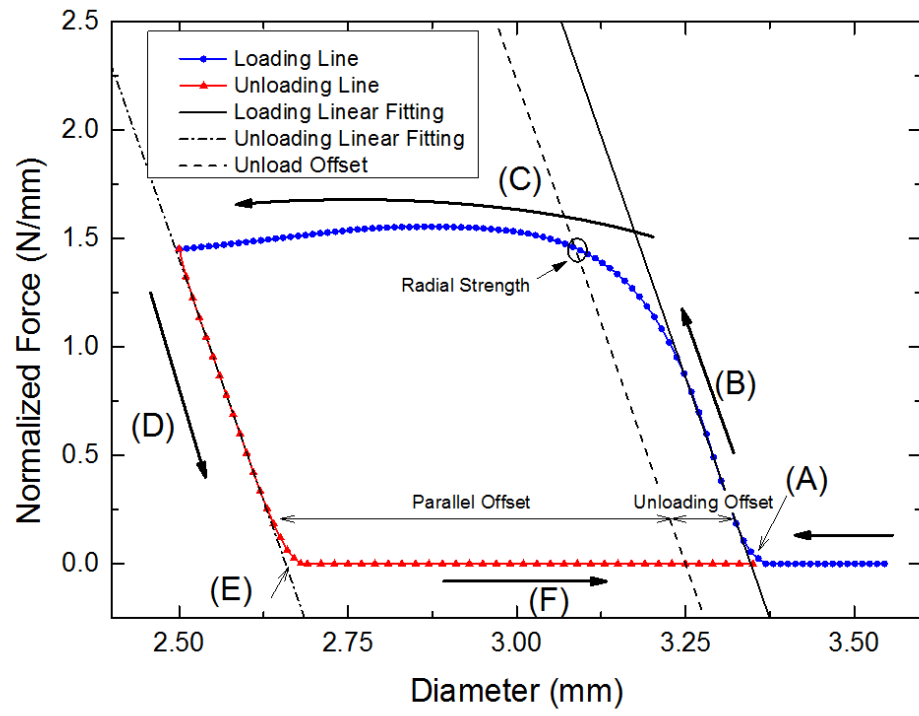 Loading Line
Unloading Line
Loading Linear Fitting
Unloading Linear Fitting
Unload Offset
Normalized Force (N/mm)
2.5
2.0
1.5
1.0
0.5
0.0
(C)
Radial Strength
(B)
(D)
(A)
Parallel Offset
Unloading Offset
(E)
(F)
2.50
2.75
3.00
3.25
3.50
Diameter (mm)